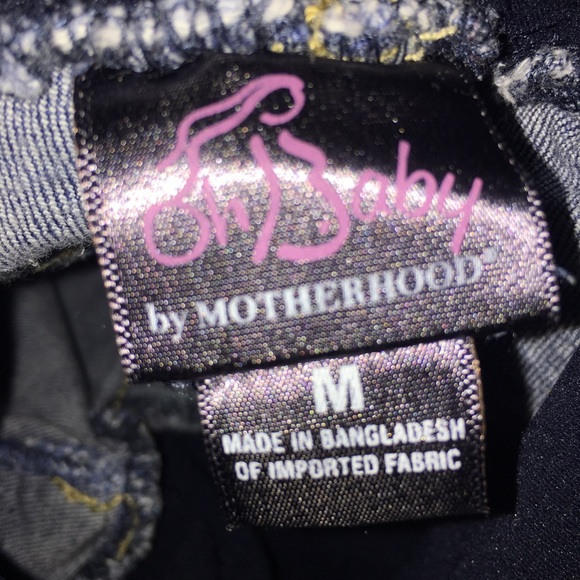 Oh Baby
by MOTHERHOOD®
M
MADE IN BANGLADESH
OF IMPORTED FABRIC